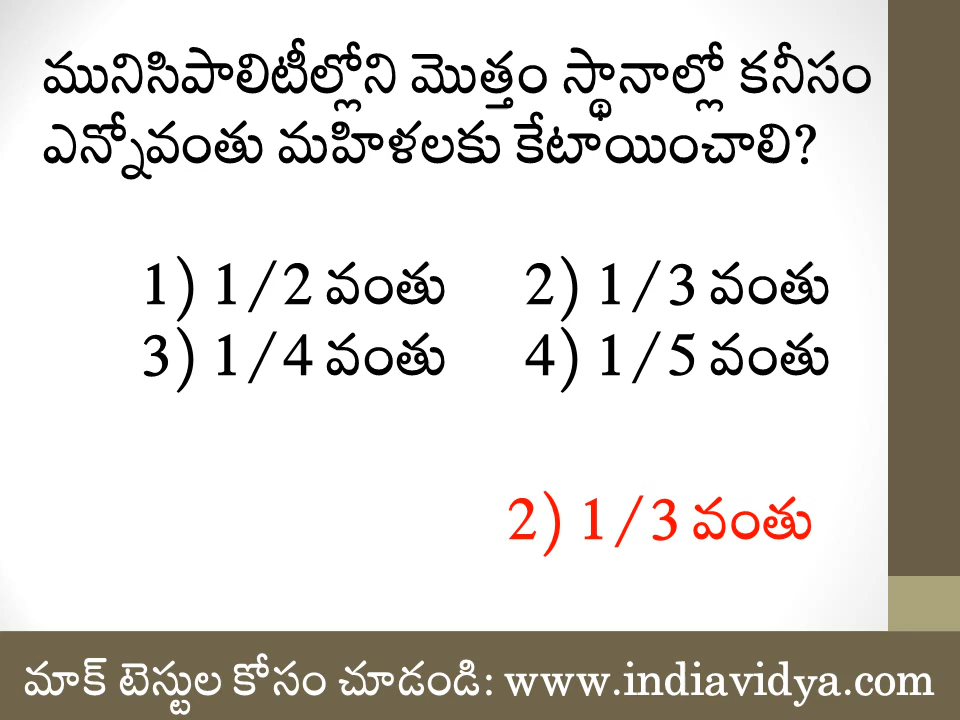 మునిసిపాలిటీల్లోని మొత్తం స్థానాల్లో కనీసం
ఎన్నోవంతు మహిళలకు కేటాయించాలి?
1) 1/2 వంతు 2) 1/3 వంతు
3) 1/4 వంతు 4) 1/5 వంతు
2) 1/3 వంతు
మాక్ టెస్టుల కోసం చూడండి: www.indiavidya.com